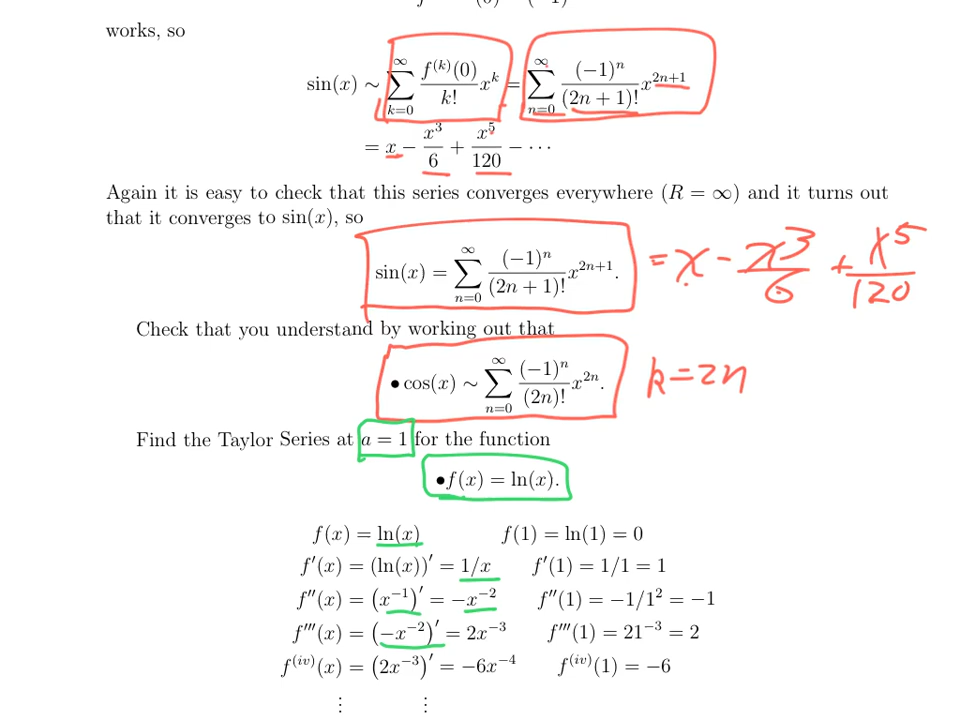 works, so
sin(x) ∼ ∞ ∑ k=0 f^(k)(0) / k! x^k = ∞ ∑ n=0 (−1)^n / (2n + 1)! x^{2n+1}
= x − x^3 / 6 + x^5 / 120 − ···
Again it is easy to check that this series converges everywhere (R = ∞) and it turns out
that it converges to sin(x), so
sin(x) = ∞ ∑ n=0 (−1)^n / (2n + 1)! x^{2n+1}. = x − x^3 / 6 + x^5 / 120
Check that you understand by working out that
• cos(x) ∼ ∞ ∑ n=0 (−1)^n / (2n)! x^{2n}. k=2n
Find the Taylor Series at a = 1 for the function
•f(x) = ln(x).
f(x) = ln(x) f(1) = ln(1) = 0
f′(x) = (ln(x))′ = 1/x f′(1) = 1/1 = 1
f″(x) = (x^{−1})′ = −x^{−2} f″(1) = −1/1^2 = −1
f‴(x) = (−x^{−2})′ = 2x^{−3} f‴(1) = 21^{−3} = 2
f^(iv)(x) = (2x^{−3})′ = −6x^{−4} f^(iv)(1) = −6
⋮ ⋮